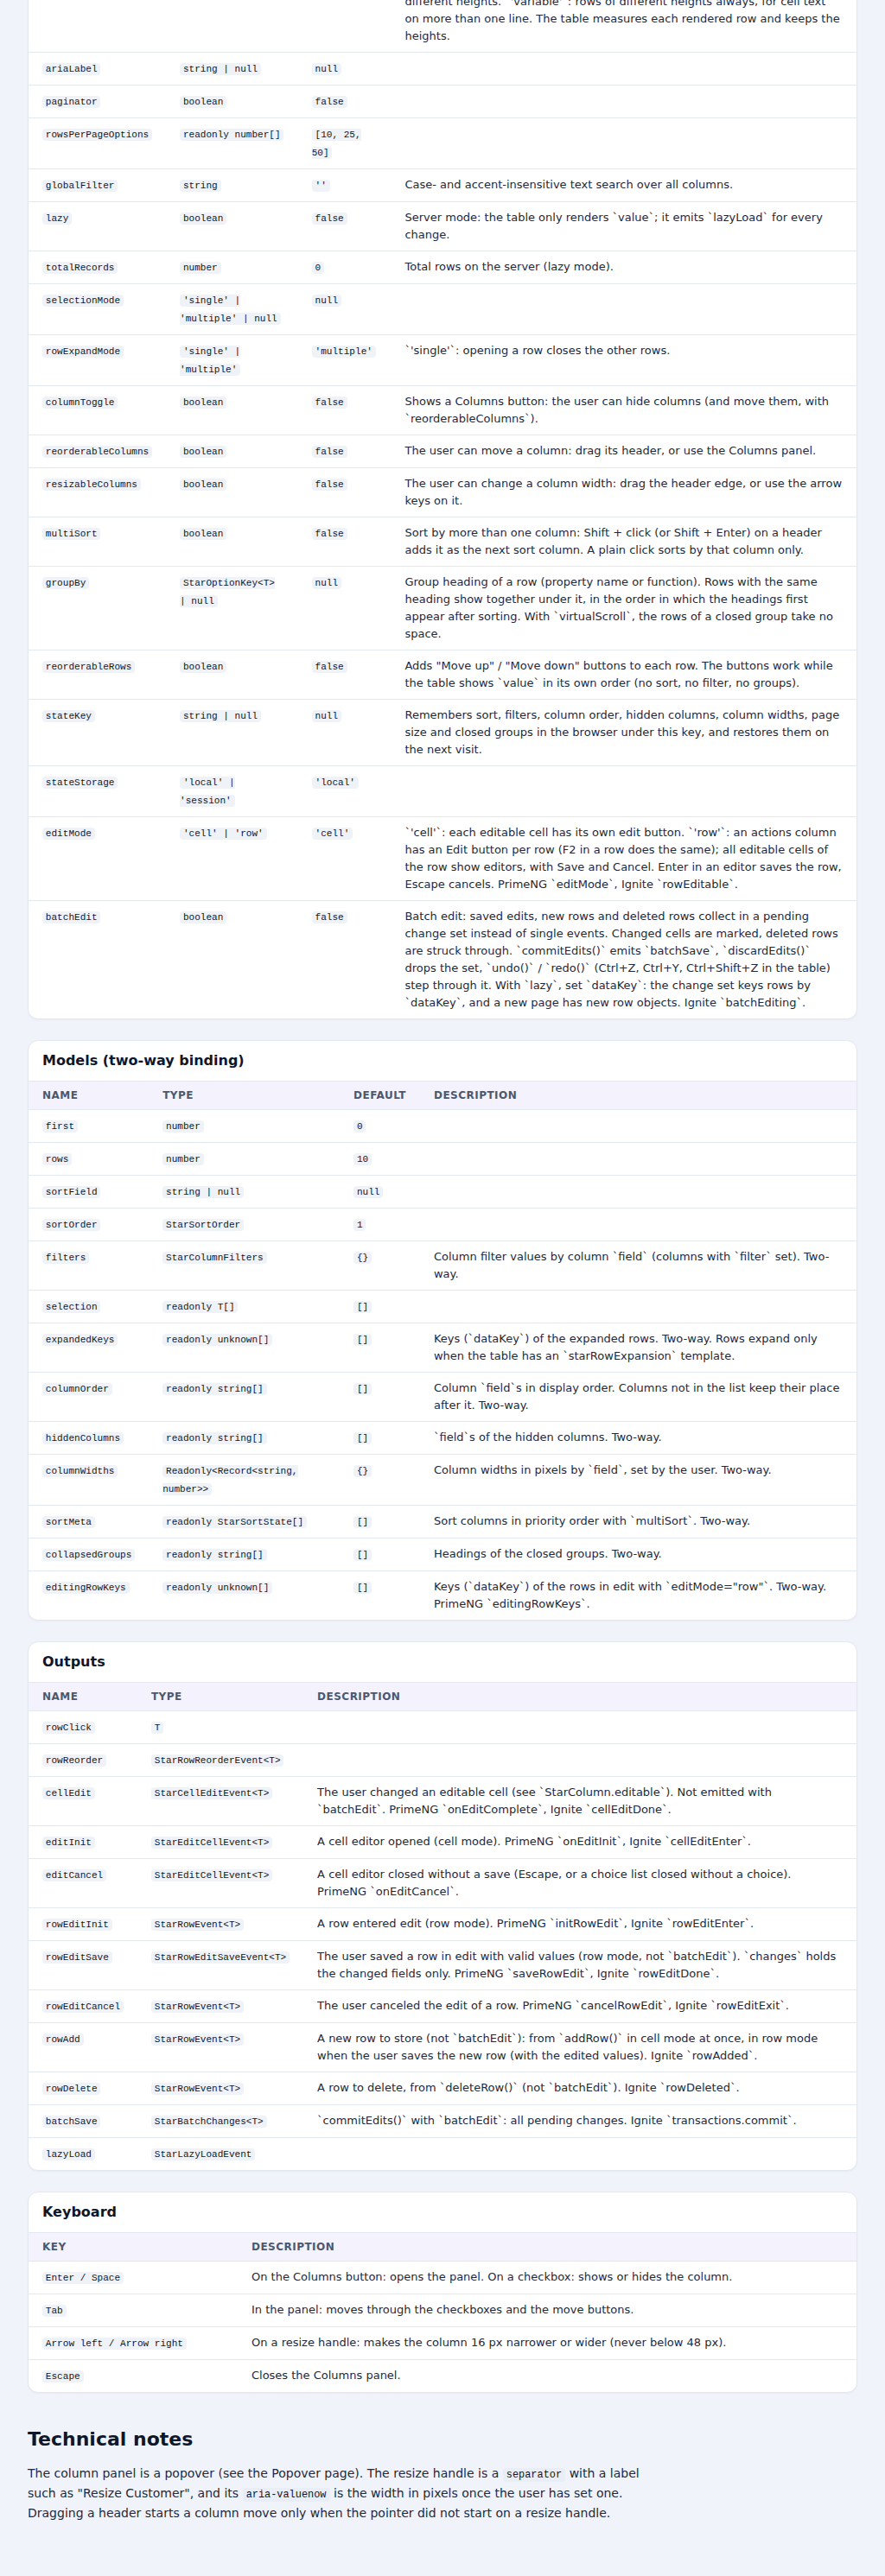 different heights. `'variable'`: rows of different heights always, for cell text
on more than one line. The table measures each rendered row and keeps the
heights.
ariaLabel string | null null
paginator boolean false
rowsPerPageOptions readonly number[] [10, 25,
50]
globalFilter string '' Case- and accent-insensitive text search over all columns.
lazy boolean false Server mode: the table only renders `value`; it emits `lazyLoad` for every
change.
totalRecords number 0 Total rows on the server (lazy mode).
selectionMode 'single' | null
'multiple' | null
rowExpandMode 'single' | 'multiple' `'single'`: opening a row closes the other rows.
'multiple'
columnToggle boolean false Shows a Columns button: the user can hide columns (and move them, with
`reorderableColumns`).
reorderableColumns boolean false The user can move a column: drag its header, or use the Columns panel.
resizableColumns boolean false The user can change a column width: drag the header edge, or use the arrow
keys on it.
multiSort boolean false Sort by more than one column: Shift + click (or Shift + Enter) on a header
adds it as the next sort column. A plain click sorts by that column only.
groupBy StarOptionKey<T> null Group heading of a row (property name or function). Rows with the same
| null heading show together under it, in the order in which the headings first
appear after sorting. With `virtualScroll`, the rows of a closed group take no
space.
reorderableRows boolean false Adds "Move up" / "Move down" buttons to each row. The buttons work while
the table shows `value` in its own order (no sort, no filter, no groups).
stateKey string | null null Remembers sort, filters, column order, hidden columns, column widths, page
size and closed groups in the browser under this key, and restores them on
the next visit.
stateStorage 'local' | 'local'
'session'
editMode 'cell' | 'row' 'cell' `'cell'`: each editable cell has its own edit button. `'row'`: an actions column
has an Edit button per row (F2 in a row does the same); all editable cells of
the row show editors, with Save and Cancel. Enter in an editor saves the row,
Escape cancels. PrimeNG `editMode`, Ignite `rowEditable`.
batchEdit boolean false Batch edit: saved edits, new rows and deleted rows collect in a pending
change set instead of single events. Changed cells are marked, deleted rows
are struck through. `commitEdits()` emits `batchSave`, `discardEdits()`
drops the set, `undo()` / `redo()` (Ctrl+Z, Ctrl+Y, Ctrl+Shift+Z in the table)
step through it. With `lazy`, set `dataKey`: the change set keys rows by
`dataKey`, and a new page has new row objects. Ignite `batchEditing`.
Models (two-way binding)
NAME TYPE DEFAULT DESCRIPTION
first number 0
rows number 10
sortField string | null null
sortOrder StarSortOrder 1
filters StarColumnFilters {} Column filter values by column `field` (columns with `filter` set). Two-
way.
selection readonly T[] []
expandedKeys readonly unknown[] [] Keys (`dataKey`) of the expanded rows. Two-way. Rows expand only
when the table has an `starRowExpansion` template.
columnOrder readonly string[] [] Column `field`s in display order. Columns not in the list keep their place
after it. Two-way.
hiddenColumns readonly string[] [] `field`s of the hidden columns. Two-way.
columnWidths Readonly<Record<string, {} Column widths in pixels by `field`, set by the user. Two-way.
number>>
sortMeta readonly StarSortState[] [] Sort columns in priority order with `multiSort`. Two-way.
collapsedGroups readonly string[] [] Headings of the closed groups. Two-way.
editingRowKeys readonly unknown[] [] Keys (`dataKey`) of the rows in edit with `editMode="row"`. Two-way.
PrimeNG `editingRowKeys`.
Outputs
NAME TYPE DESCRIPTION
rowClick T
rowReorder StarRowReorderEvent<T>
cellEdit StarCellEditEvent<T> The user changed an editable cell (see `StarColumn.editable`). Not emitted with
`batchEdit`. PrimeNG `onEditComplete`, Ignite `cellEditDone`.
editInit StarEditCellEvent<T> A cell editor opened (cell mode). PrimeNG `onEditInit`, Ignite `cellEditEnter`.
editCancel StarEditCellEvent<T> A cell editor closed without a save (Escape, or a choice list closed without a choice).
PrimeNG `onEditCancel`.
rowEditInit StarRowEvent<T> A row entered edit (row mode). PrimeNG `initRowEdit`, Ignite `rowEditEnter`.
rowEditSave StarRowEditSaveEvent<T> The user saved a row in edit with valid values (row mode, not `batchEdit`). `changes` holds
the changed fields only. PrimeNG `saveRowEdit`, Ignite `rowEditDone`.
rowEditCancel StarRowEvent<T> The user canceled the edit of a row. PrimeNG `cancelRowEdit`, Ignite `rowEditExit`.
rowAdd StarRowEvent<T> A new row to store (not `batchEdit`): from `addRow()` in cell mode at once, in row mode
when the user saves the new row (with the edited values). Ignite `rowAdded`.
rowDelete StarRowEvent<T> A row to delete, from `deleteRow()` (not `batchEdit`). Ignite `rowDeleted`.
batchSave StarBatchChanges<T> `commitEdits()` with `batchEdit`: all pending changes. Ignite `transactions.commit`.
lazyLoad StarLazyLoadEvent
Keyboard
KEY DESCRIPTION
Enter / Space On the Columns button: opens the panel. On a checkbox: shows or hides the column.
Tab In the panel: moves through the checkboxes and the move buttons.
Arrow left / Arrow right On a resize handle: makes the column 16 px narrower or wider (never below 48 px).
Escape Closes the Columns panel.
Technical notes
The column panel is a popover (see the Popover page). The resize handle is a separator with a label
such as "Resize Customer", and its aria-valuenow is the width in pixels once the user has set one.
Dragging a header starts a column move only when the pointer did not start on a resize handle.